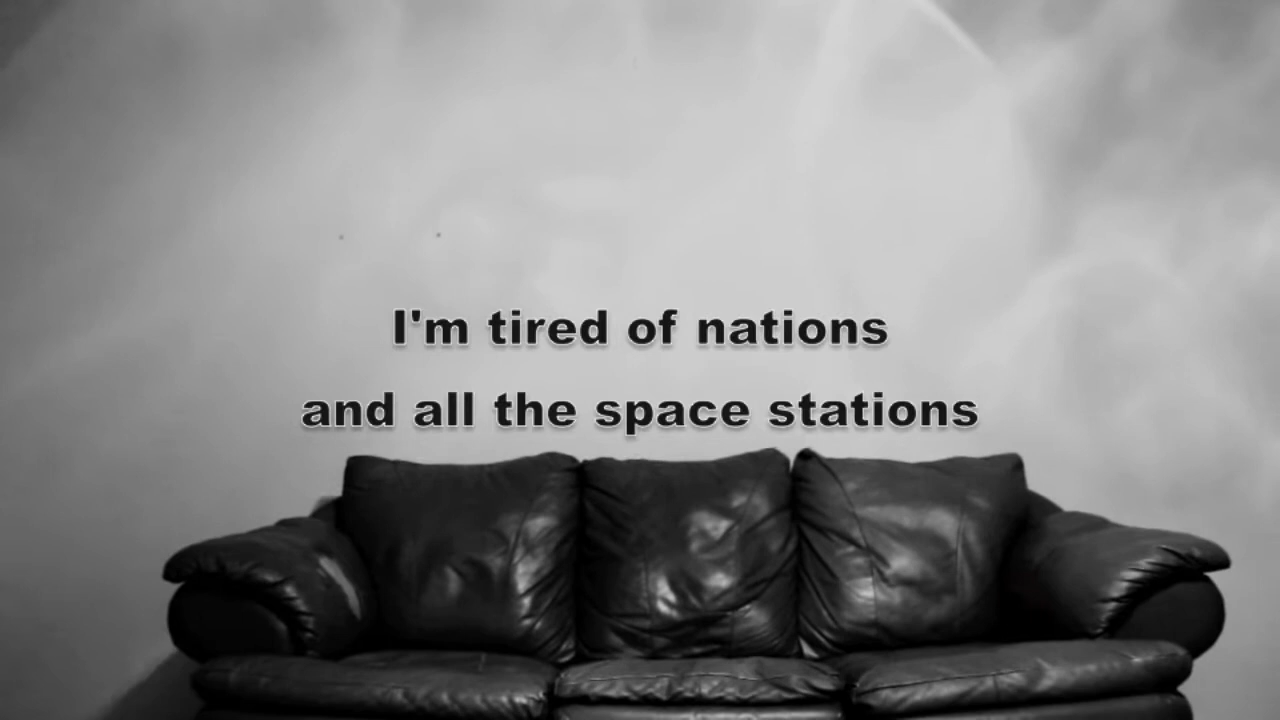 I'm tired of nations
and all the space stations